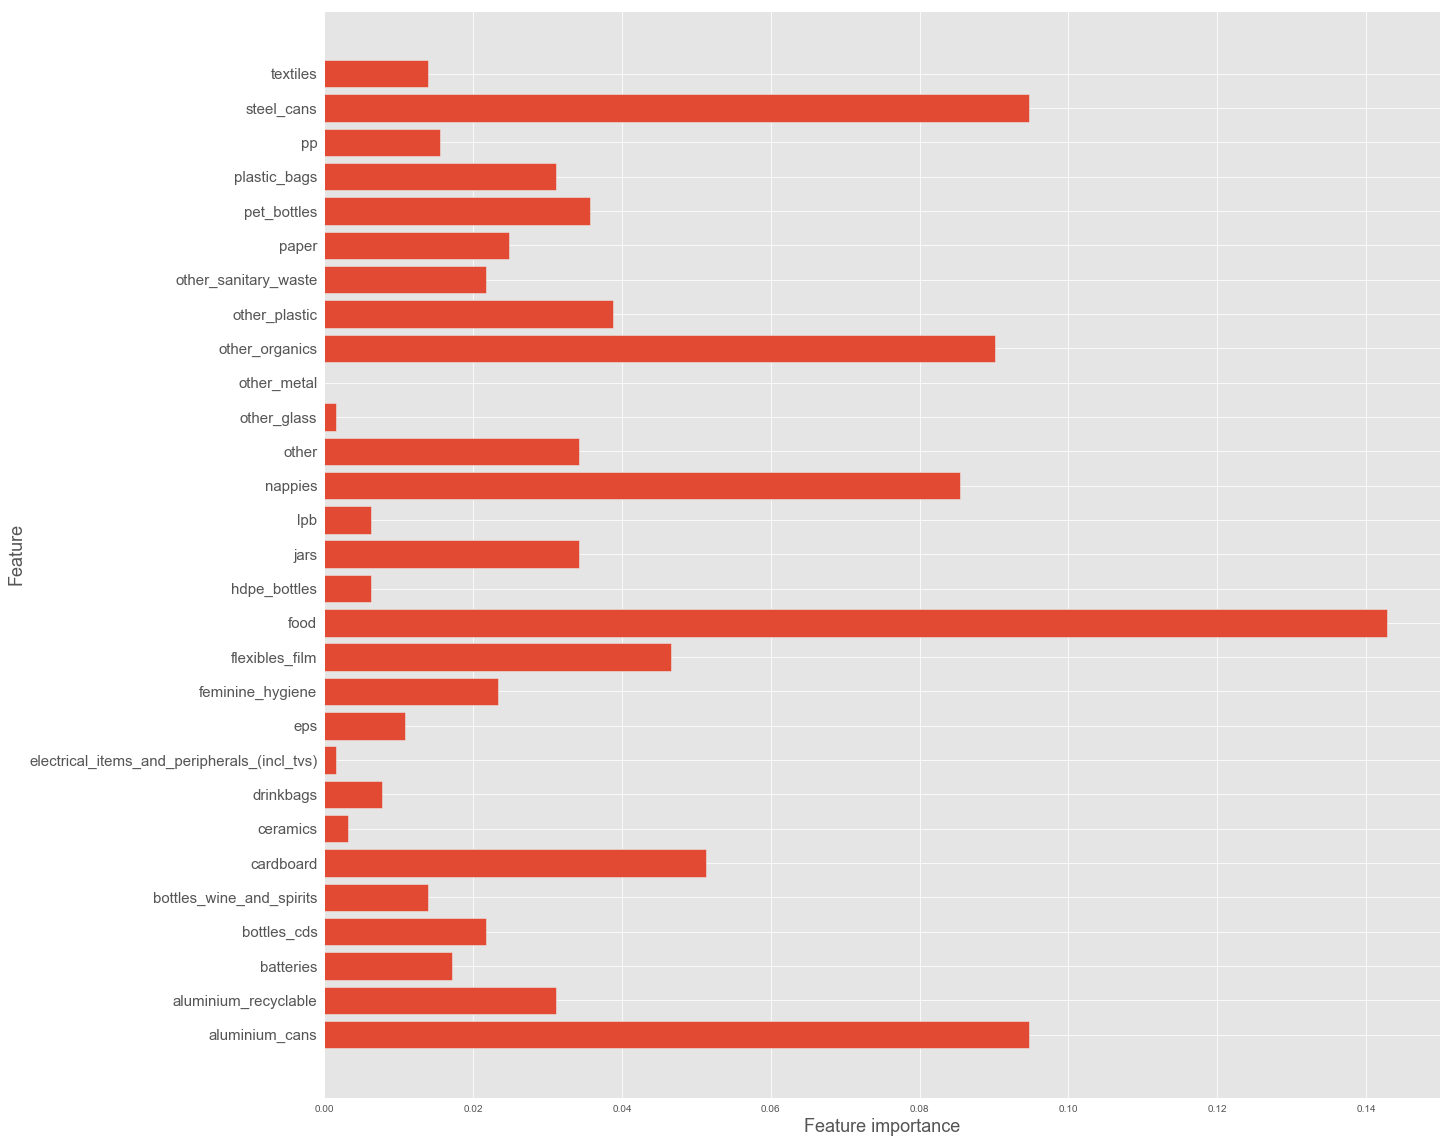 textiles
steel_cans
pp
plastic_bags
pet_bottles
paper
other_sanitary_waste
other_plastic
other_organics
other_metal
other_glass
other
nappies
lpb
jars
hdpe_bottles
food
flexibles_film
feminine_hygiene
eps
electrical_items_and_peripherals_(incl_tvs)
drinkbags
ceramics
cardboard
bottles_wine_and_spirits
bottles_cds
batteries
aluminium_recyclable
aluminium_cans
Feature
0.00 0.02 0.04 0.06 0.08 0.10 0.12 0.14
Feature importance